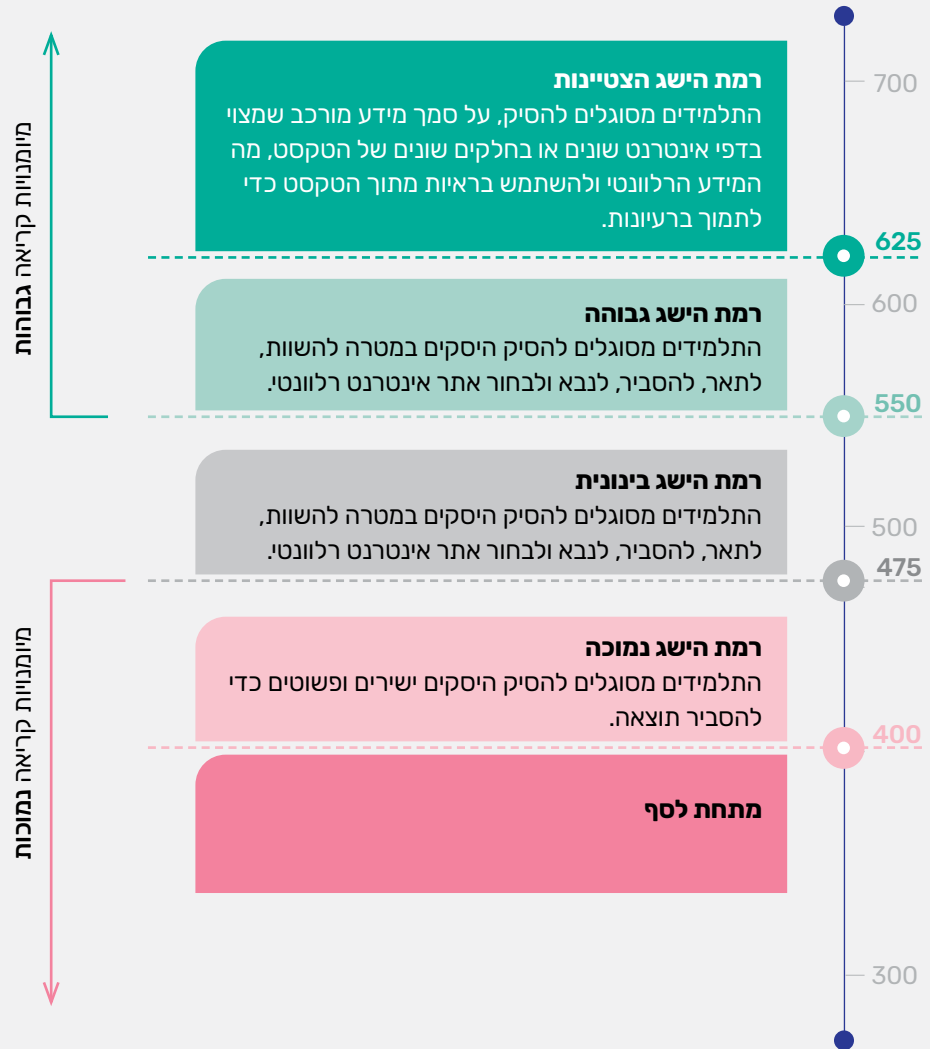 700
רמת הישג הצטיינות
התלמידים מסוגלים להסיק, על סמך מידע מורכב שמצוי
בדפי אינטרנט שונים או בחלקים שונים של הטקסט, מה
המידע הרלוונטי ולהשתמש בראיות מתוך הטקסט כדי
לתמוך ברעיונות.
625
מיומנויות קריאה גבוהות
600
רמת הישג גבוהה
התלמידים מסוגלים להסיק היסקים במטרה להשוות,
לתאר, להסביר, לנבא ולבחור אתר אינטרנט רלוונטי.
550
רמת הישג בינונית
התלמידים מסוגלים להסיק היסקים במטרה להשוות,
לתאר, להסביר, לנבא ולבחור אתר אינטרנט רלוונטי.
500
475
רמת הישג נמוכה
התלמידים מסוגלים להסיק היסקים ישירים ופשוטים כדי
להסביר תוצאה.
400
מיומנויות קריאה נמוכות
מתחת לסף
300